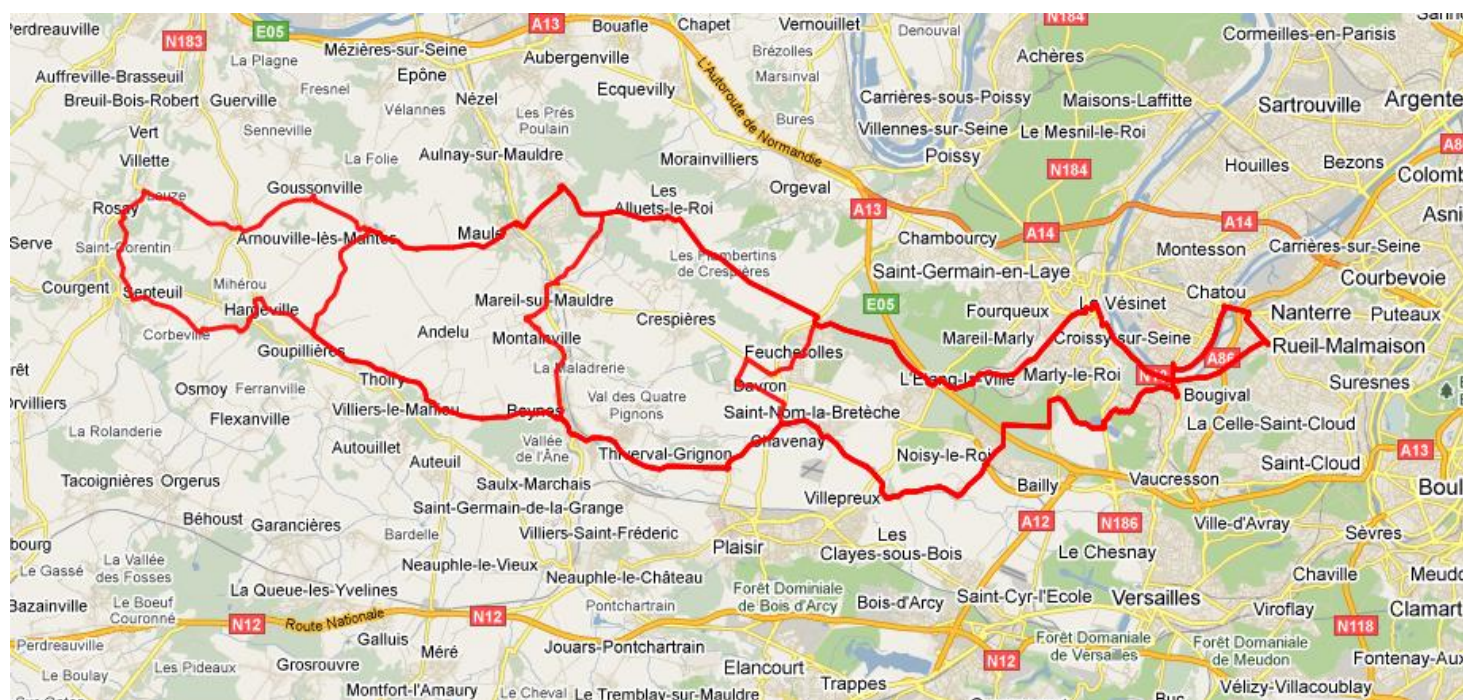 Perdreauville
N183
E05
A13
Bouafle
Chapet
Vernouillet
Denouval
N184
Cormeilles-en-Parisis
La Plagne
Mézières-sur-Seine
Aubergenville
Brézolles
Marsinval
Achères
Auffreville-Brasseuil
Fresnel
Epône
Ecquevilly
L'Autoroute de Normandie
Carrières-sous-Poissy
Maisons-Laffitte
Sartrouville
Argente
Breuil-Bois-Robert
Guerville
Vélannes
Nézel
Les Prés Poulain
Bures
Villennes-sur-Seine
Le Mesnil-le-Roi
Vert
Senneville
Poissy
A8
Villette
La Folie
Aulnay-sur-Mauldre
Morainvilliers
N184
Houilles
Bezons
Goussonville
Les Alluets-le-Roi
Orgeval
Colomb
Rosay
A13
A14
Asni
Serve
Saint-Corentin
Arnouville-lès-Mantes
Maule
Chambourcy
A14
Montesson
Carrières-sur-Seine
Les Flambertins de Crespières
Saint-Germain-en-Laye
Courbevoie
Courgent
Septeuil
Mihérou
Hargeville
Mareil-sur-Mauldre
E05
Fourqueux
Le Vésinet
Chatou
Nanterre
Puteaux
Corbeville
Andelu
Montainville
Crespières
Mareil-Marly
Croissy-sur-Seine
Goupillières
Feucherolles
A86
Rueil-Malmaison
Osmoy
Ferranville
Thoiry
La Maladrerie
Davron
L'Etang-la-Ville
Marly-le-Roi
Suresnes
Orvilliers
Flexanville
Villiers-le-Mahieu
Beynes
Val des Quatre Pignons
Saint-Nom-la-Bretèche
Bougival
La Rolanderie
Autouillet
Vallée de l'Âne
Chavenay
La Celle-Saint-Cloud
Auteuil
Thiverval-Grignon
Noisy-le-Roi
Saint-Cloud
A13
Tacoignières
Orgerus
Saulx-Marchais
Villepreux
Bailly
Vaucresson
Boul
Béhoust
Garancières
Saint-Germain-de-la-Grange
A12
N186
Ville-d'Avray
bourg
Bardelle
Villiers-Saint-Fréderic
Plaisir
Les Clayes-sous-Bois
Sèvres
Le Gassé
La Vallée des Fosses
Neauphle-le-Vieux
Le Chesnay
Chaville
Meudo
La Queue-les-Yvelines
Neauphle-le-Château
Forêt Dominiale de Bois d'Arcy
Saint-Cyr-l'Ecole
Versailles
Bazainville
Le Boeuf Couronné
N12
Route Nationale
N12
Pontchartrain
Bois-d'Arcy
Viroflay
Clamart
Perdreauville
Galluis
Méré
Jouars-Pontchartrain
Forêt Domaniale de Versailles
Forêt Domaniale de Meudon
N118
Les Pideaux
Grosrouvre
Elancourt
N12
Fontenay-Aux
Le Boulay
Montfort-l'Amaury
Le Cheval
Le Tremblay-sur-Mauldre
Trappes
Vélizy-Villacoublay